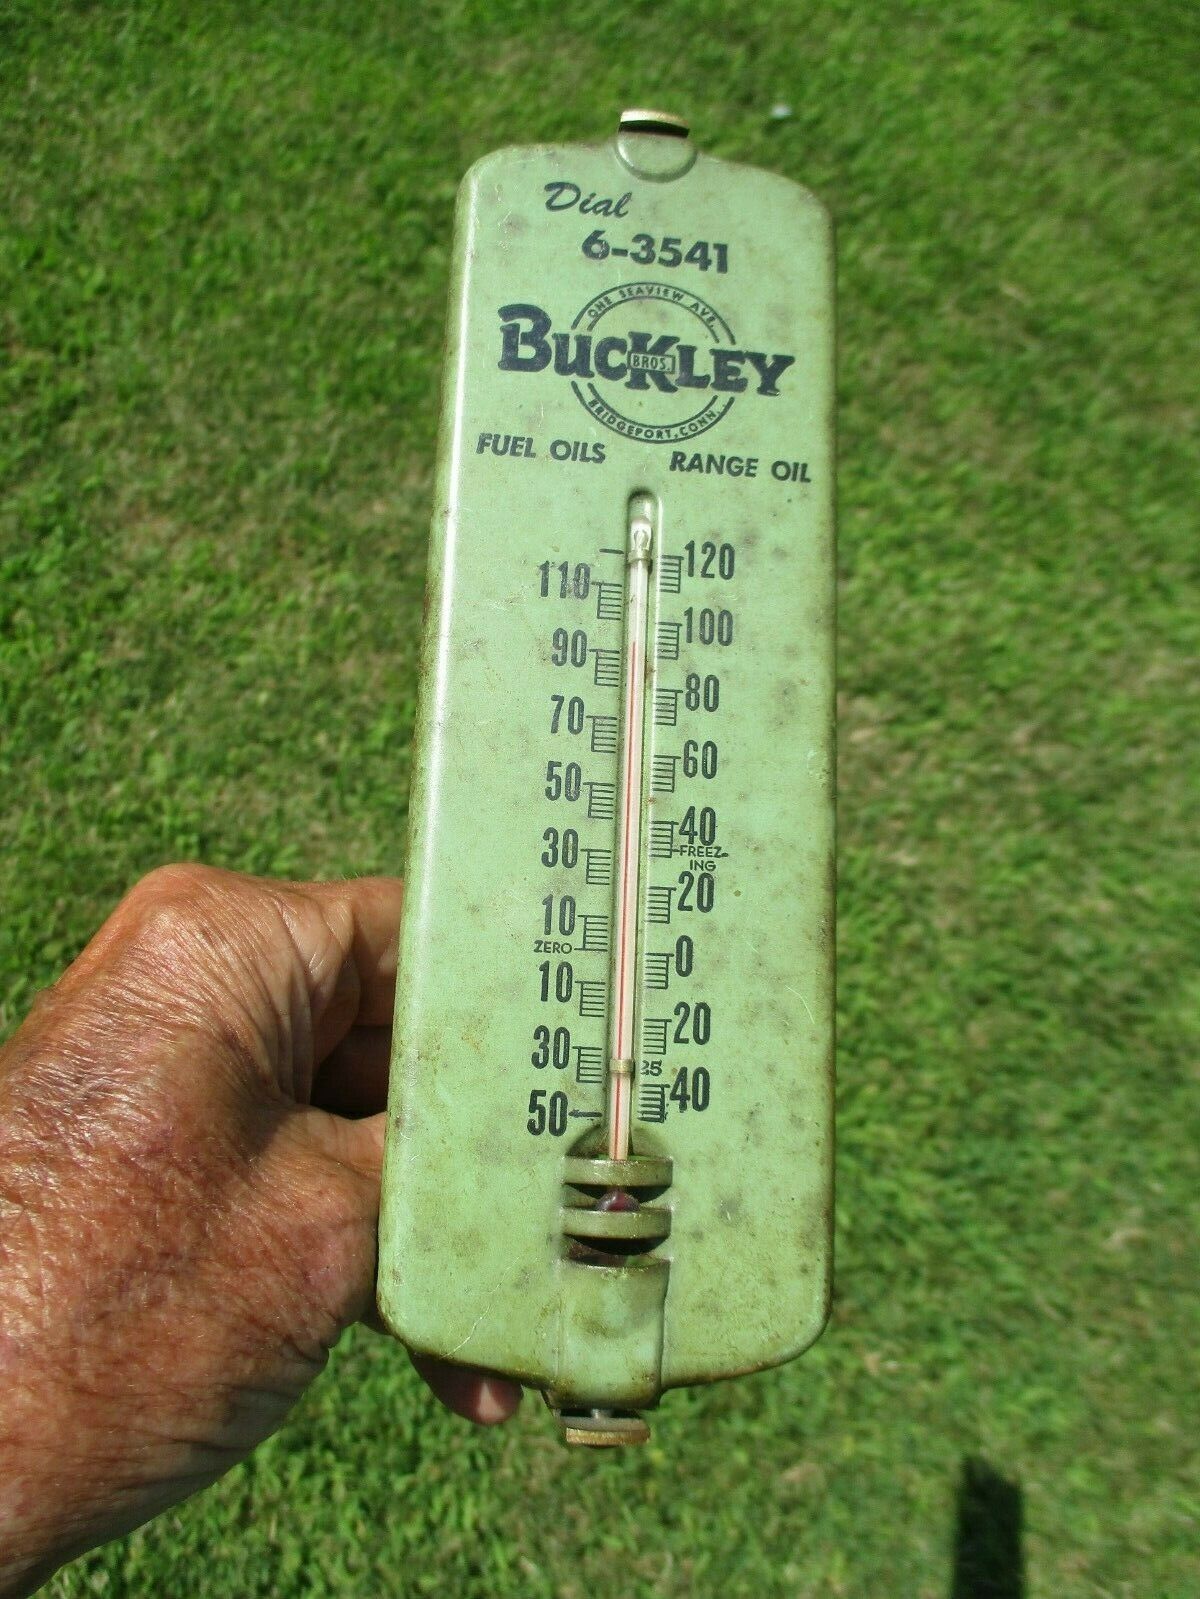 Dial
6-3541
ONE SEAVIEW AVE.
BUCKLEY
BROS.
BRIDGEPORT, CONN.
FUEL OILS RANGE OIL
120
110
100
90
80
70
60
50
40
FREEZ-
ING
30
20
10
ZERO
0
10
20
30
25
40
50